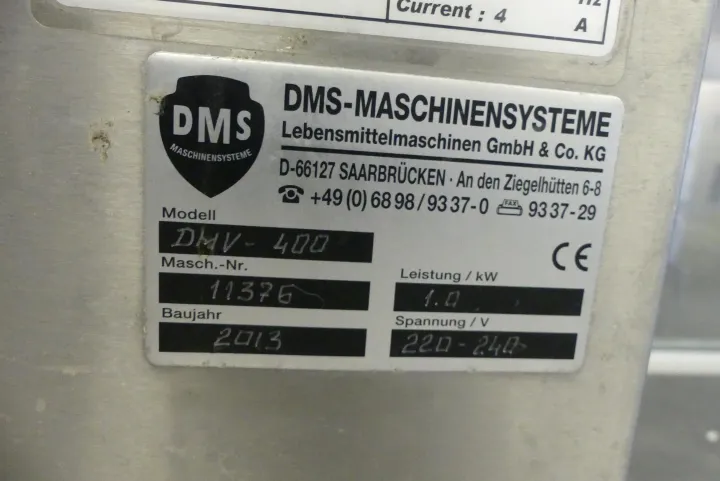 Hz
Current : 4
A
DMS
MASCHINENSYSTEME
DMS-MASCHINENSYSTEME
Lebensmittelmaschinen GmbH & Co. KG
D-66127 SAARBRÜCKEN · An den Ziegelhütten 6-8
☎ +49(0) 68 98 / 93 37-0 FAX 93 37-29
Modell
DMV-400
CE
Masch.-Nr.
11376
Leistung / kW
1.0
Baujahr
2013
Spannung / V
220-240